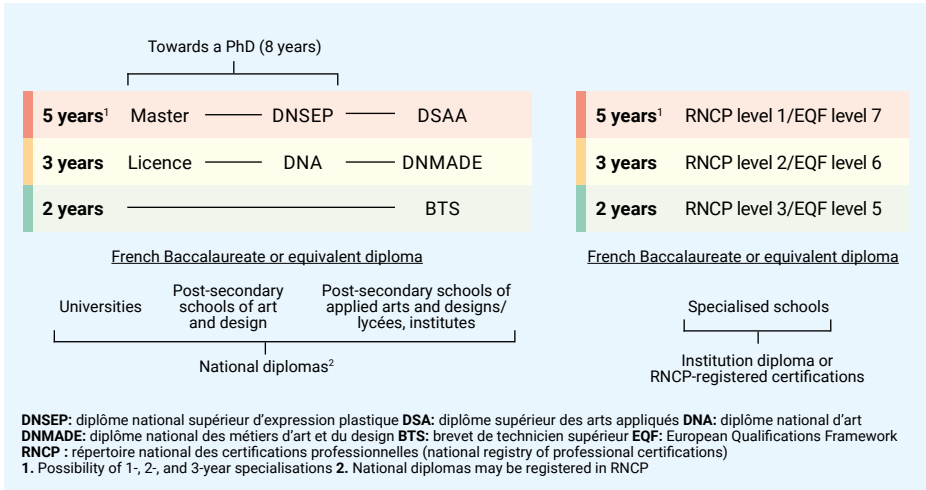 Towards a PhD (8 years)
5 years1 Master DNSEP DSAA
3 years Licence DNA DNMADE
2 years BTS
French Baccalaureate or equivalent diploma
Universities
Post-secondary
schools of art
and design
Post-secondary schools of
applied arts and designs/
lycées, institutes
National diplomas2
5 years1 RNCP level 1/EQF level 7
3 years RNCP level 2/EQF level 6
2 years RNCP level 3/EQF level 5
French Baccalaureate or equivalent diploma
Specialised schools
Institution diploma or
RNCP-registered certifications
DNSEP: diplôme national supérieur d'expression plastique DSA: diplôme supérieur des arts appliqués DNA: diplôme national d'art
DNMADE: diplôme national des métiers d'art et du design BTS: brevet de technicien supérieur EQF: European Qualifications Framework
RNCP : répertoire national des certifications professionnelles (national registry of professional certifications)
1. Possibility of 1-, 2-, and 3-year specialisations 2. National diplomas may be registered in RNCP